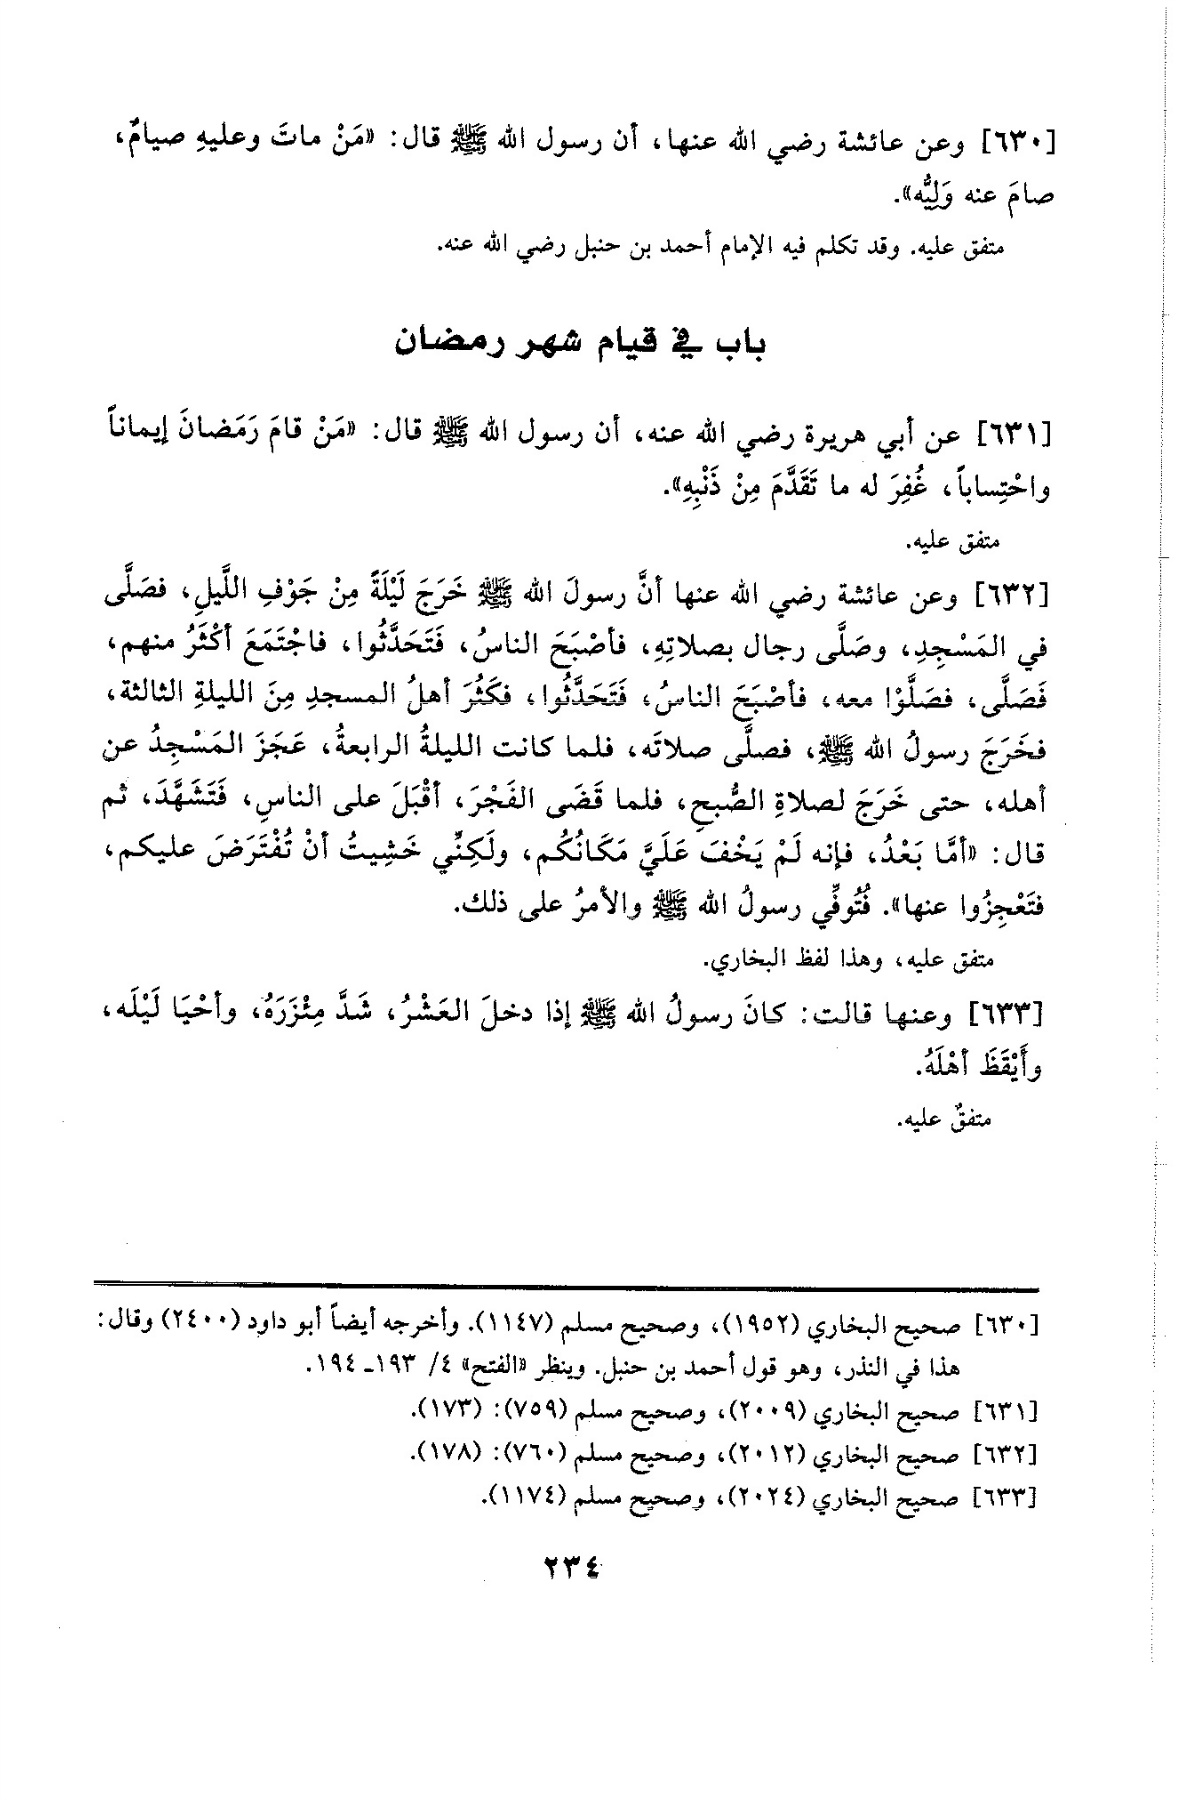 [٦٣٠] وعن عائشة رضي الله عنها، أن رسول الله ﷺ قال: «مَنْ ماتَ وعليهِ صيامٌ،
صامَ عنه وَلِيُّه».
متفق عليه. وقد تكلم فيه الإمام أحمد بن حنبل رضي الله عنه.
باب في قيام شهر رمضان
[٦٣١] عن أبي هريرة رضي الله عنه، أن رسول الله ﷺ قال: «مَنْ قامَ رَمَضانَ إيماناً
واحْتِساباً، غُفِرَ له ما تَقَدَّمَ مِنْ ذَنْبِهِ».
متفق عليه.
[٦٣٢] وعن عائشة رضي الله عنها أنَّ رسولَ الله ﷺ خَرَجَ لَيْلَةً مِنْ جَوْفِ اللَّيلِ، فصَلَّى
في المَسْجِدِ، وصَلَّى رجال بصلاتِهِ، فأصْبَحَ الناسُ، فَتَحَدَّثُوا، فاجْتَمَعَ أكْثَرُ منهم،
فَصَلَّى، فصَلَّوْا معه، فأصْبَحَ الناسُ، فَتَحَدَّثُوا، فكَثُرَ أهلُ المسجدِ مِنَ الليلةِ الثالثة،
فخَرَجَ رسولُ الله ﷺ، فصلَّى صلاتَه، فلما كانت الليلةُ الرابعةُ، عَجَزَ المَسْجِدُ عن
أهله، حتى خَرَجَ لصلاةِ الصُّبحِ، فلما قَضَى الفَجْرَ، أقْبَلَ على الناسِ، فَتَشَهَّدَ، ثم
قال: «أمَّا بَعْدُ، فإنه لَمْ يَخْفَ عَلَيَّ مَكَانُكُم، ولَكِنِّي خَشِيتُ أنْ تُفْتَرَضَ عليكم،
فتَعْجِزُوا عنها». فَتُوفِّي رسولُ الله ﷺ والأمرُ على ذلك.
متفق عليه، وهذا لفظ البخاري.
[٦٣٣] وعنها قالت: كانَ رسولُ الله ﷺ إذا دخلَ العَشْرُ، شَدَّ مِئْزَرَهُ، وأحْيَا لَيْلَه،
وأَيْقَظَ أهْلَهُ.
متفقٌ عليه.
[٦٣٠] صحيح البخاري (١٩٥٢)، وصحيح مسلم (١١٤٧). وأخرجه أيضاً أبو داود (٢٤٠٠) وقال:
هذا في النذر، وهو قول أحمد بن حنبل. وينظر «الفتح» ٤/ ١٩٣ـ ١٩٤.
[٦٣١] صحيح البخاري (٢٠٠٩)، وصحيح مسلم (٧٥٩): (١٧٣).
[٦٣٢] صحيح البخاري (٢٠١٢)، وصحيح مسلم (٧٦٠): (١٧٨).
[٦٣٣] صحيح البخاري (٢٠٢٤)، وصحيح مسلم (١١٧٤).
٢٣٤